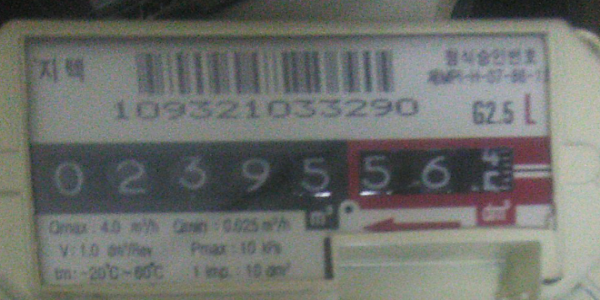 지텍
형식승인번호
109321033290
G2.5 L
02395 56
m³ dm³
Qmax : 4.0 m³/h Qmin : 0.025 m³/h
V : 1.0 dm³/Rev Pmax : 10 kPa
tm : -20℃~60℃ 1 imp. : 10 dm³